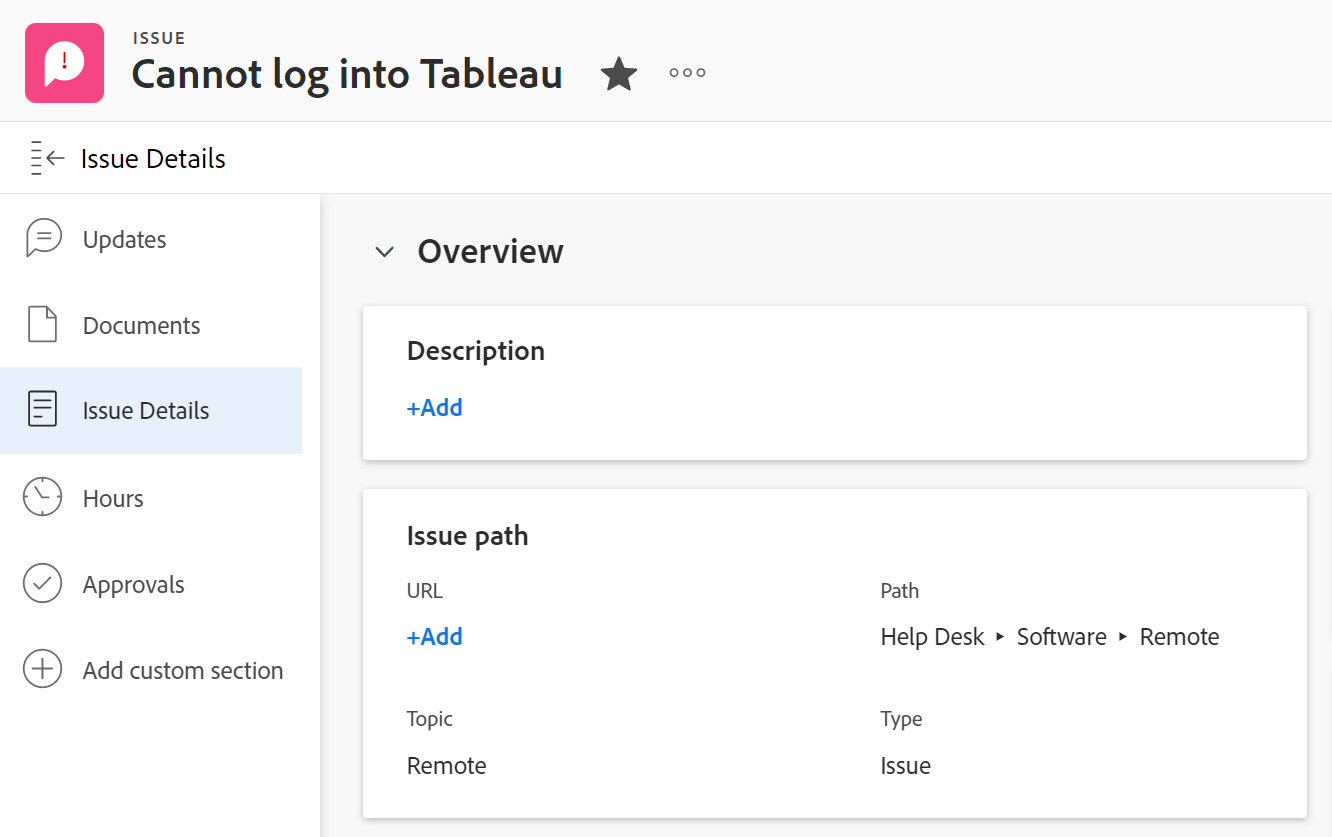 ISSUE
Cannot log into Tableau
Issue Details
Updates
Documents
Issue Details
Hours
Approvals
Add custom section
Overview
Description
+Add
Issue path
URL
Path
+Add
Help Desk ▸ Software ▸ Remote
Topic
Type
Remote
Issue